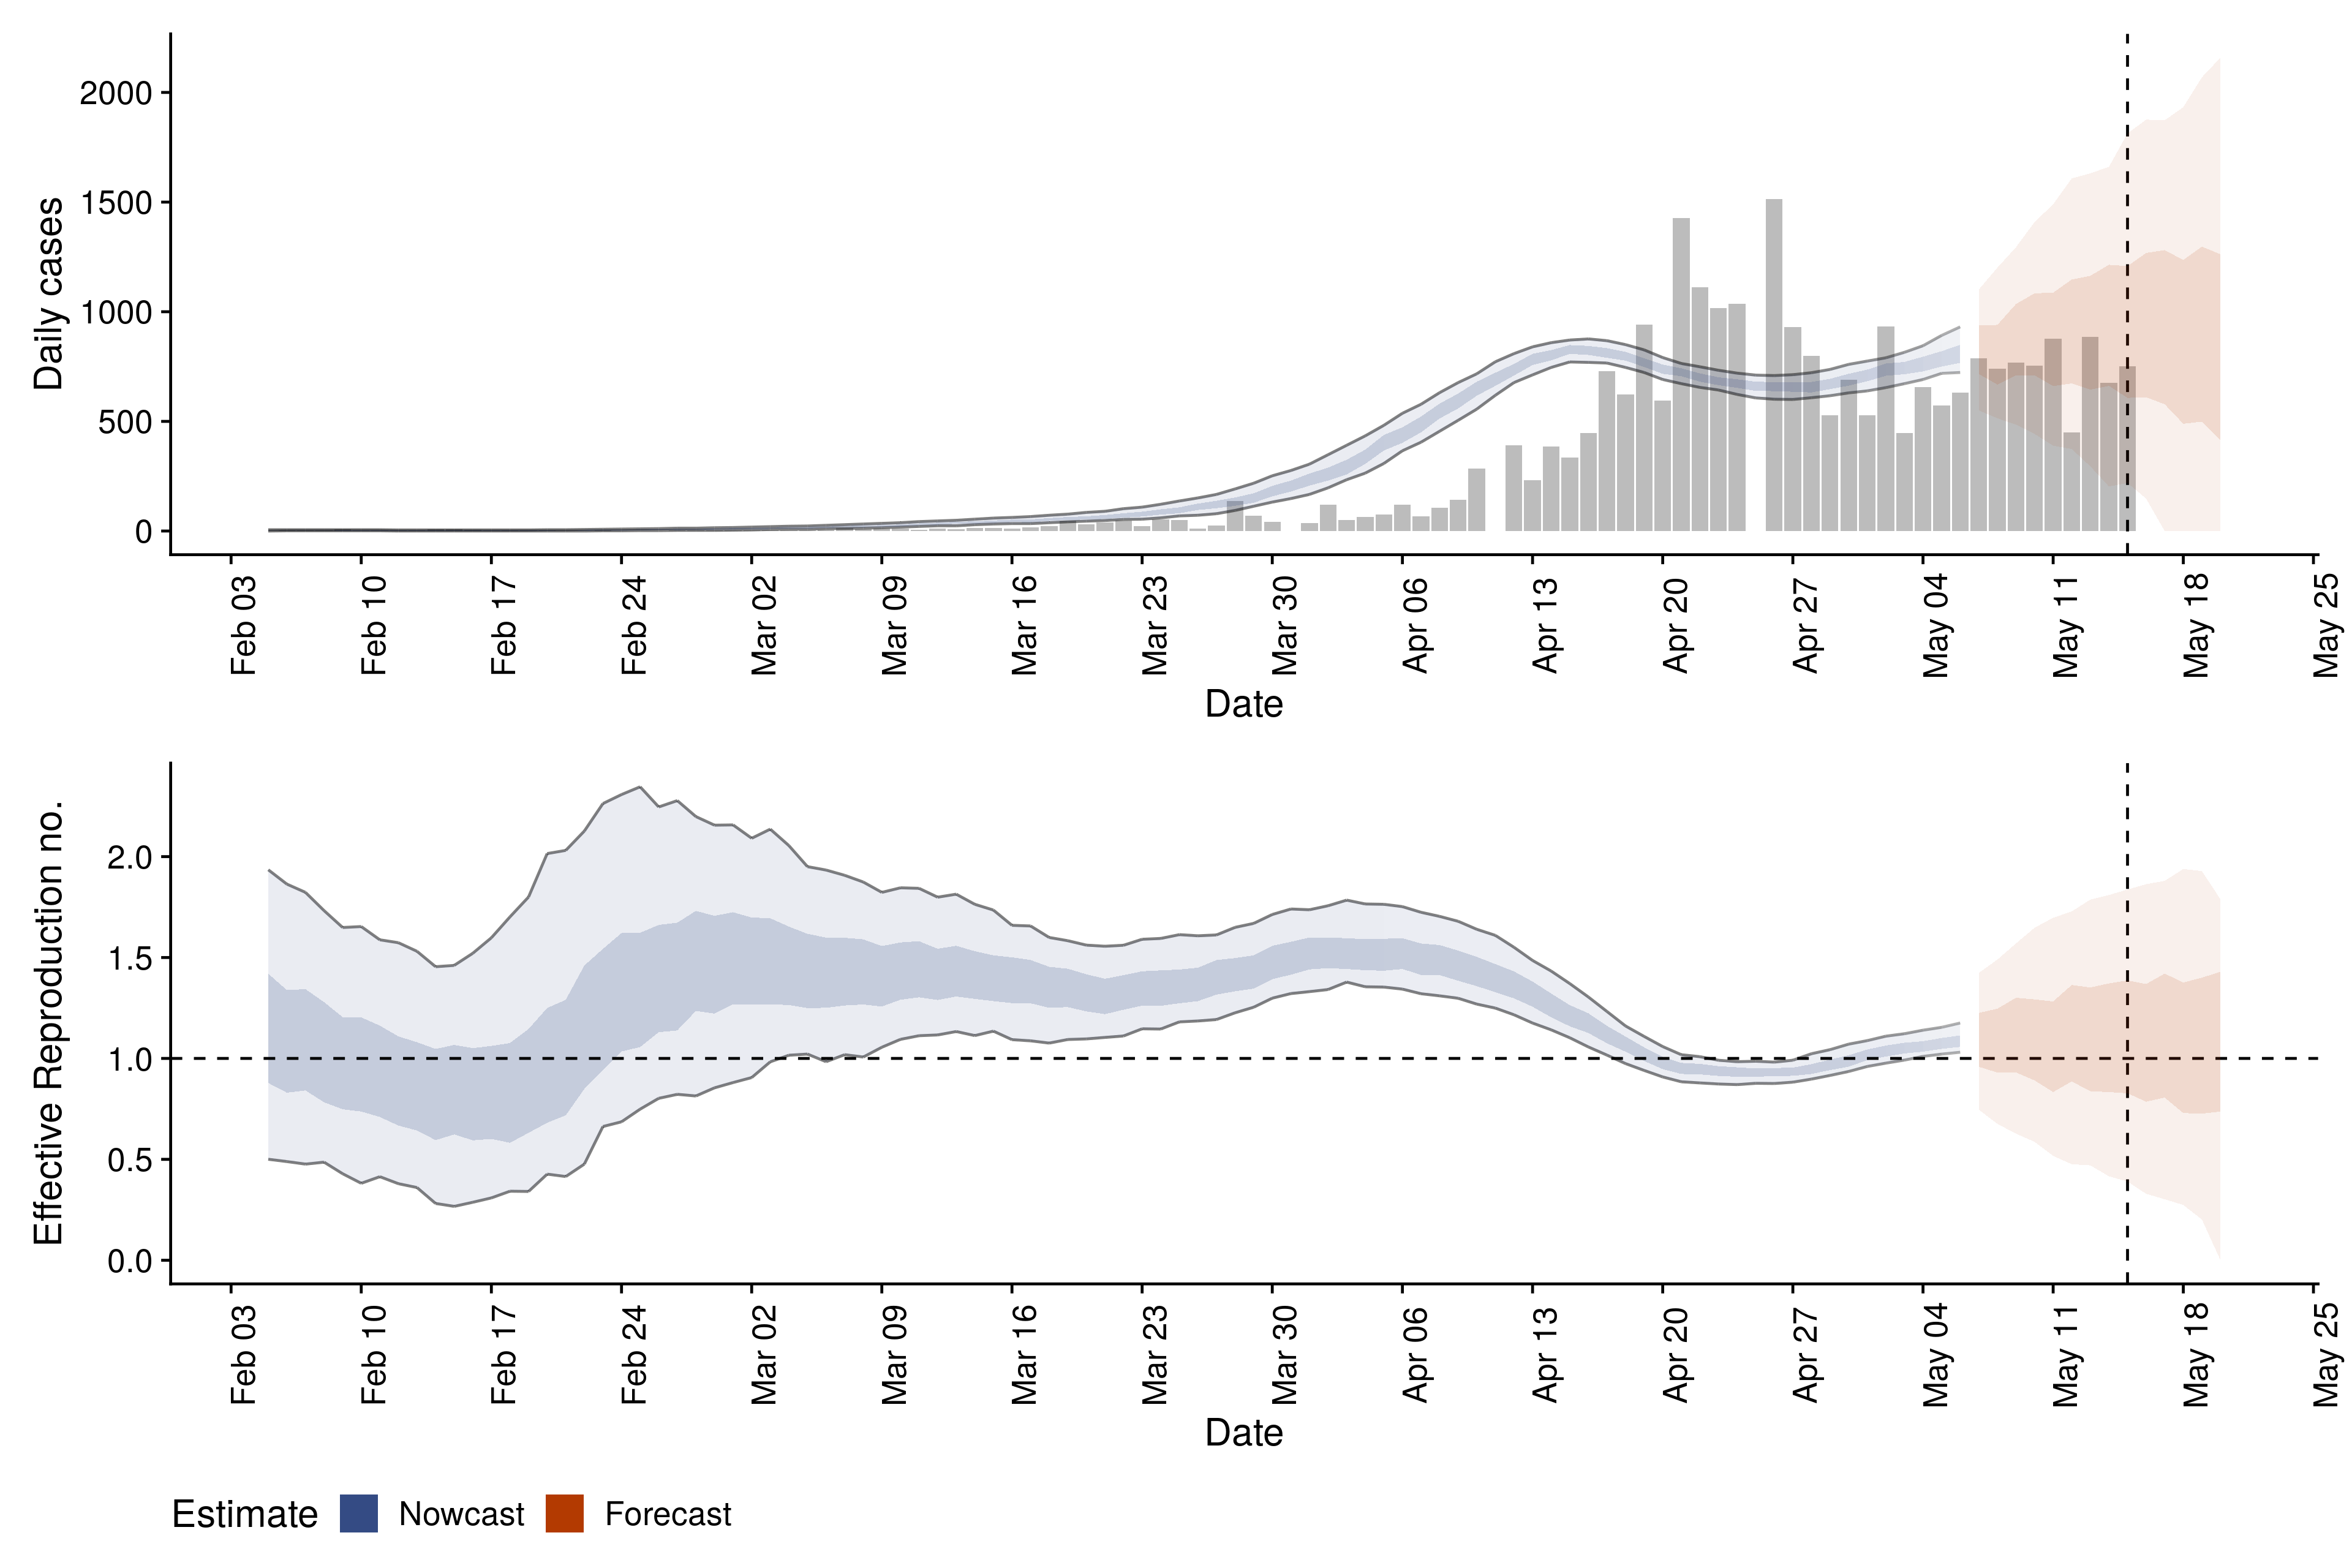 Daily cases
2000
1500
1000
500
0
Feb 03
Feb 10
Feb 17
Feb 24
Mar 02
Mar 09
Mar 16
Mar 23
Mar 30
Apr 06
Apr 13
Apr 20
Apr 27
May 04
May 11
May 18
May 25
Date
Effective Reproduction no.
2.0
1.5
1.0
0.5
0.0
Feb 03
Feb 10
Feb 17
Feb 24
Mar 02
Mar 09
Mar 16
Mar 23
Mar 30
Apr 06
Apr 13
Apr 20
Apr 27
May 04
May 11
May 18
May 25
Date
Estimate Nowcast Forecast